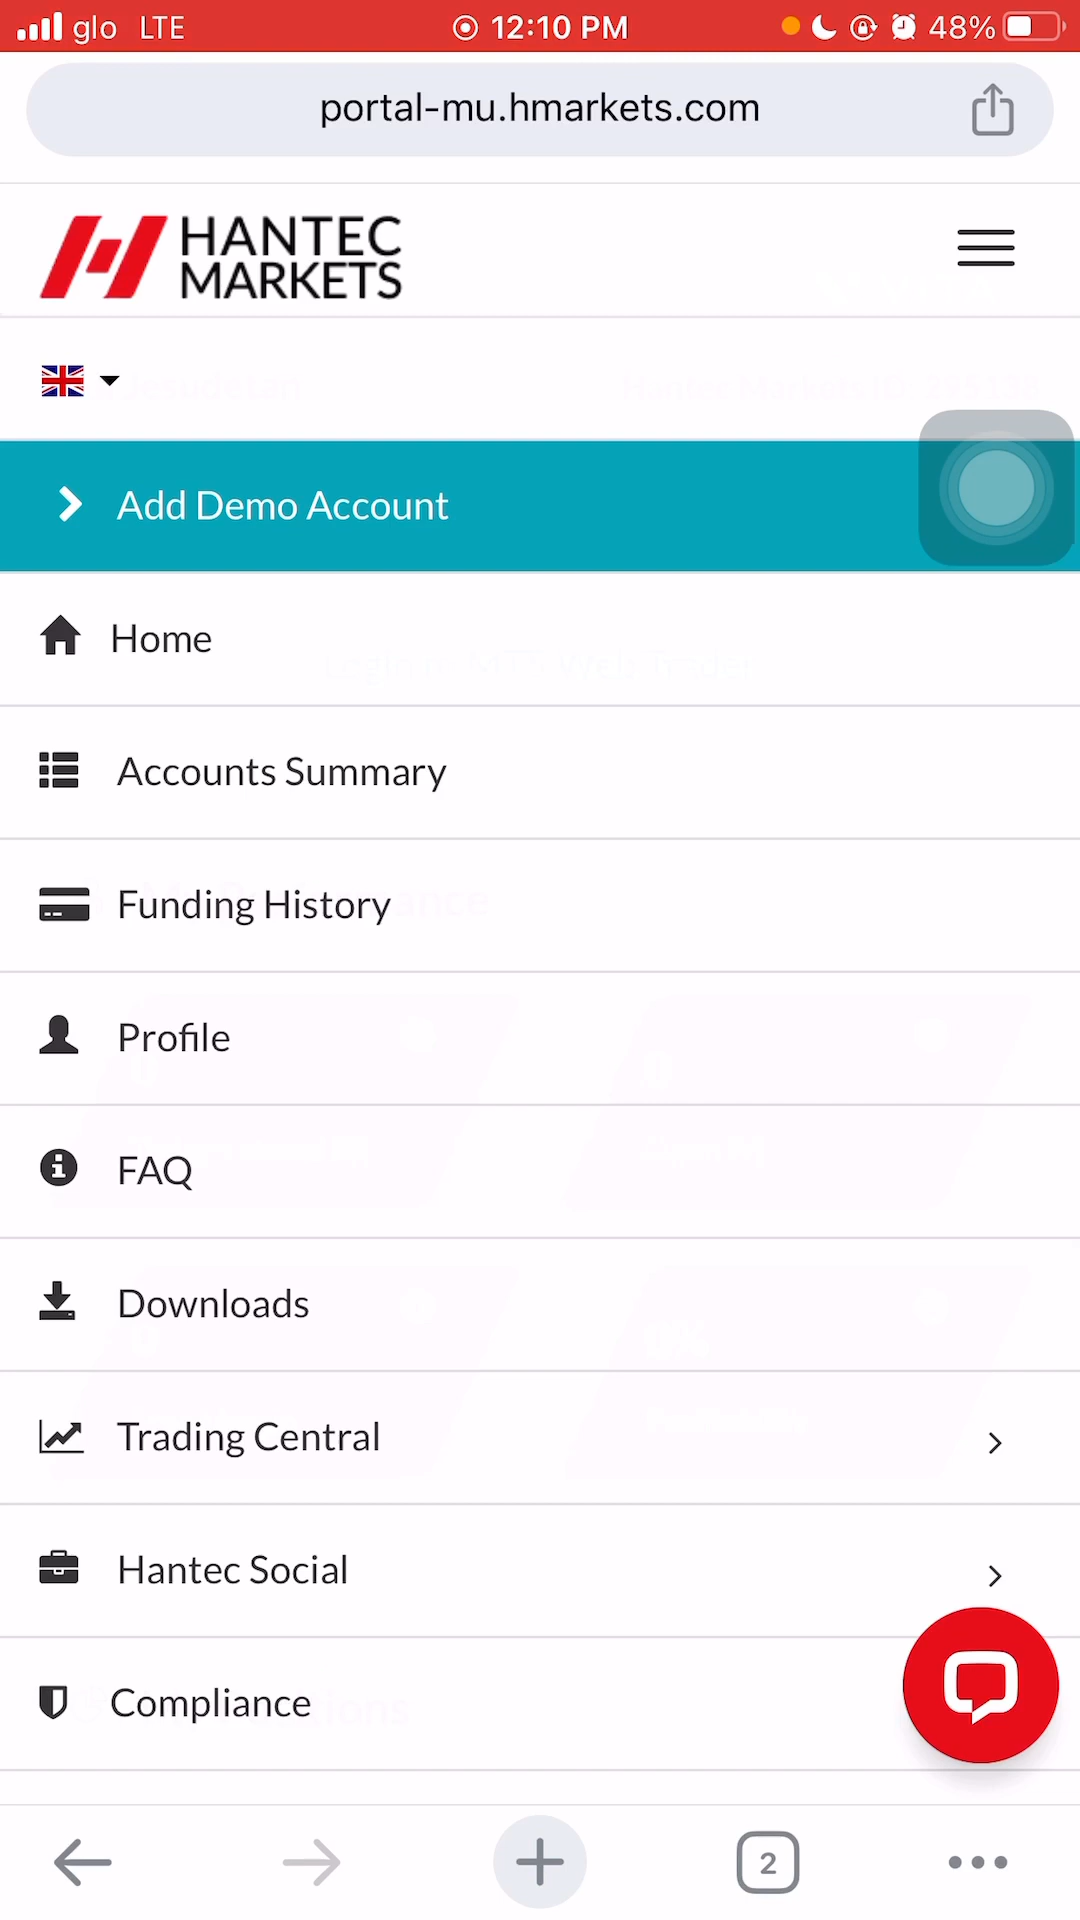 glo LTE 12:10 PM 48%
portal-mu.hmarkets.com
HANTEC
MARKETS
Add Demo Account
Home
Accounts Summary
Funding History
Profile
FAQ
Downloads
Trading Central
Hantec Social
Compliance
2